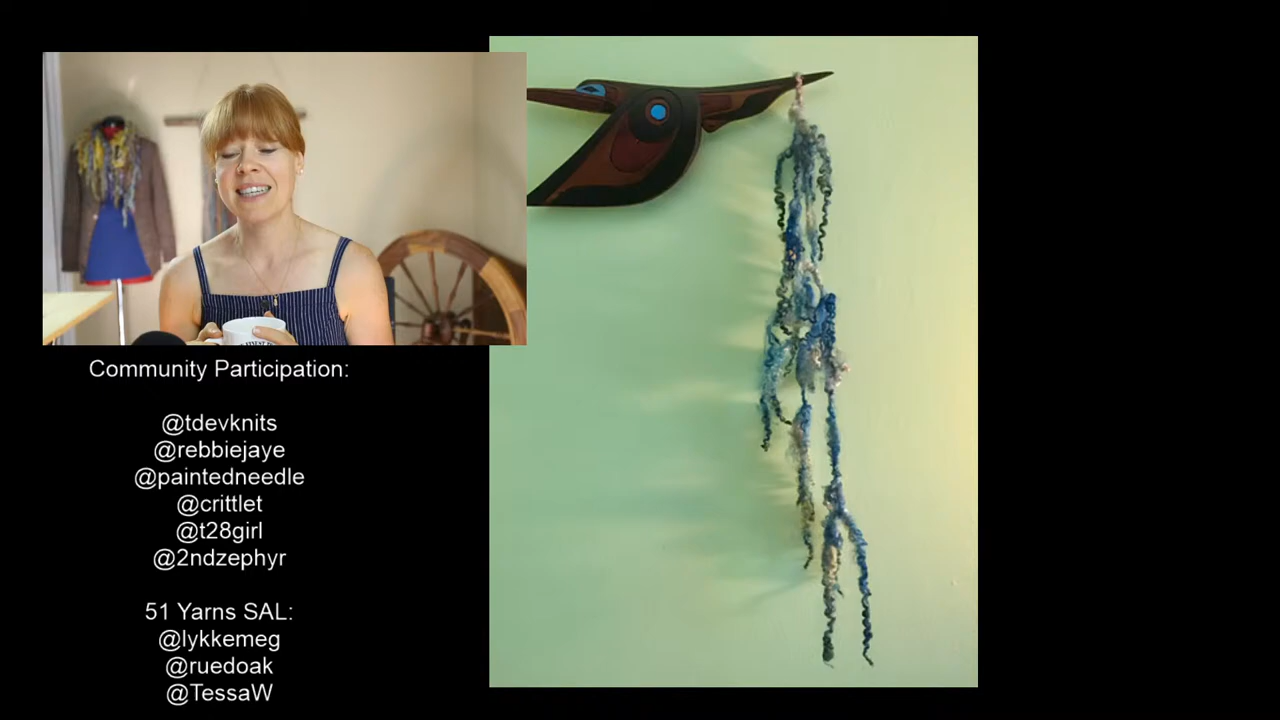 Community Participation:
@tdevknits
@rebbiejaye
@paintedneedle
@crittlet
@t28girl
@2ndzephyr
51 Yarns SAL:
@lykkemeg
@ruedoak
@TessaW